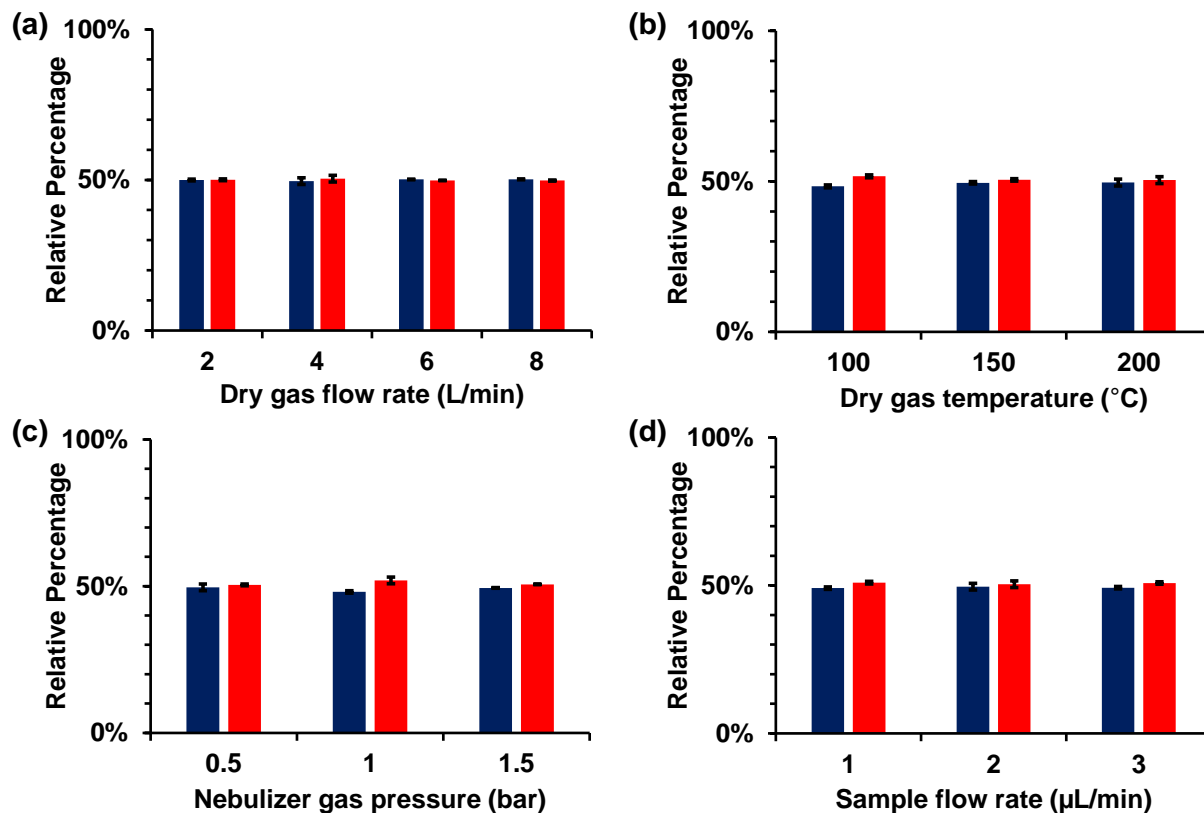 (a)
Relative Percentage
100%
50%
0%
2 4 6 8
Dry gas flow rate (L/min)
(b)
Relative Percentage
100%
50%
0%
100 150 200
Dry gas temperature (°C)
(c)
Relative Percentage
100%
50%
0%
0.5 1 1.5
Nebulizer gas pressure (bar)
(d)
Relative Percentage
100%
50%
0%
1 2 3
Sample flow rate (µL/min)